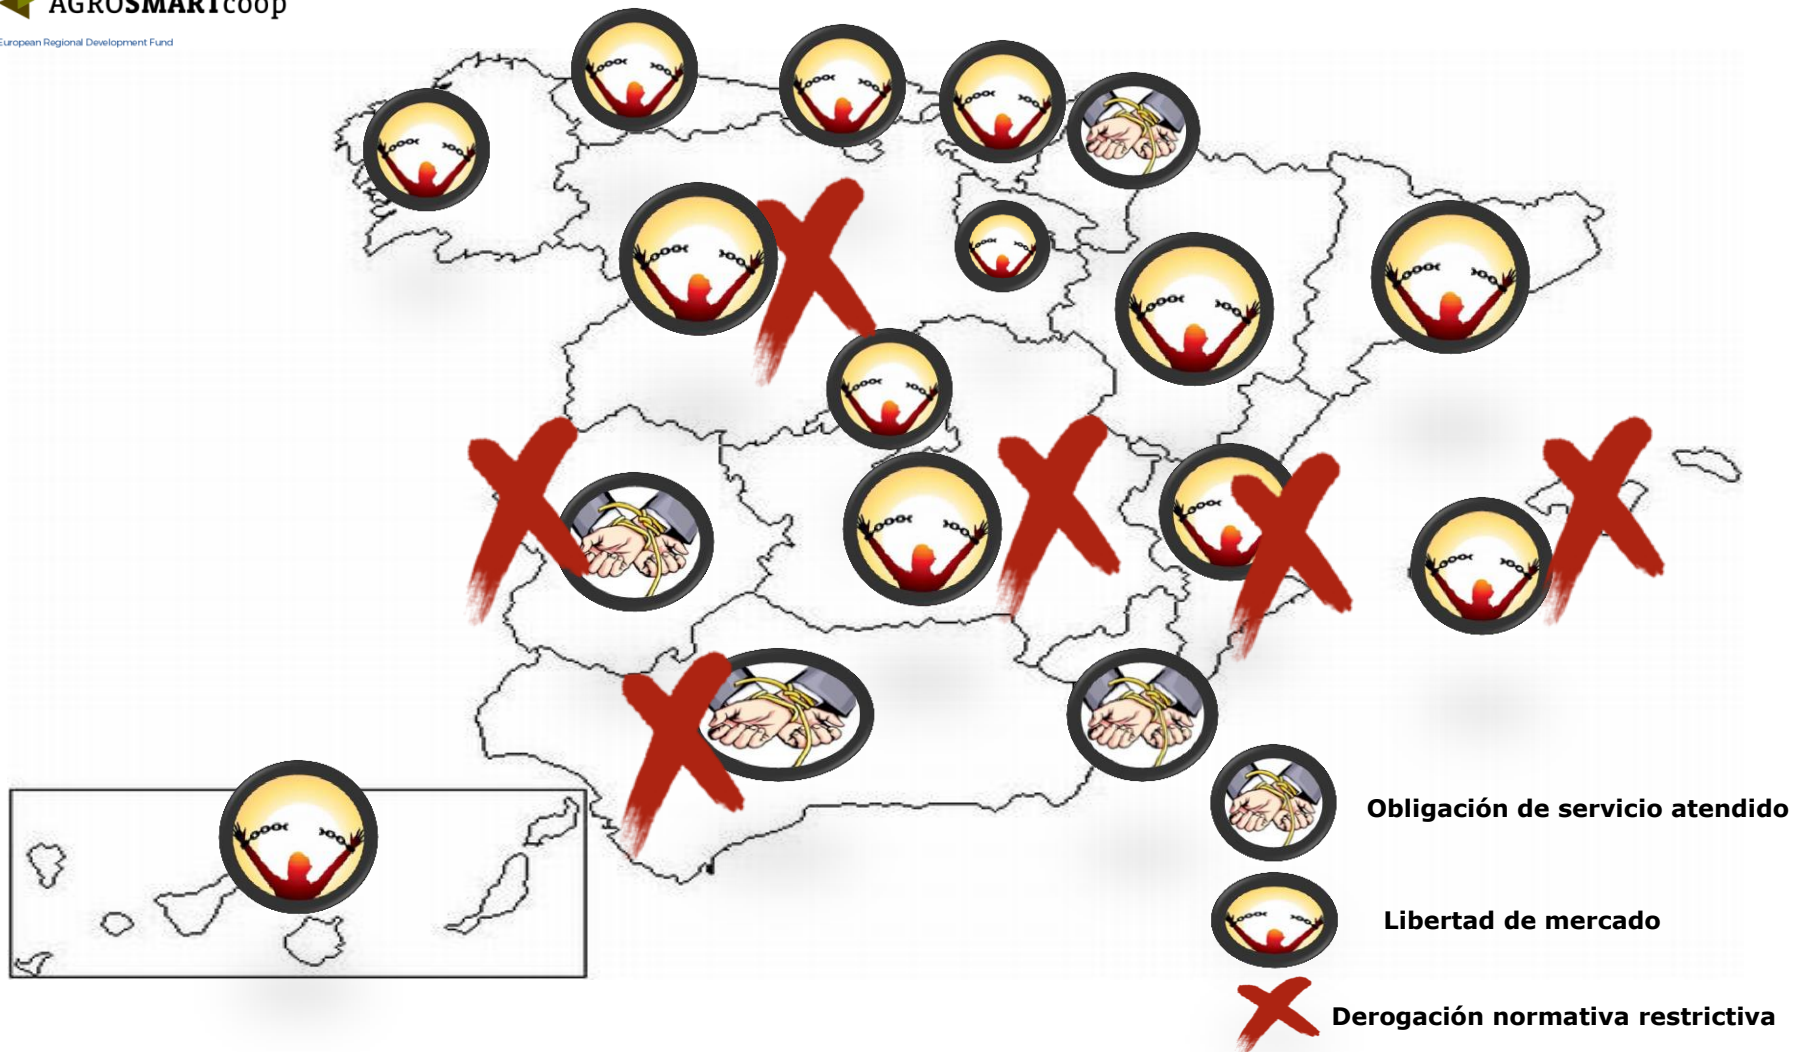 AGROSMARTcoop
European Regional Development Fund
Obligación de servicio atendido
Libertad de mercado
Derogación normativa restrictiva